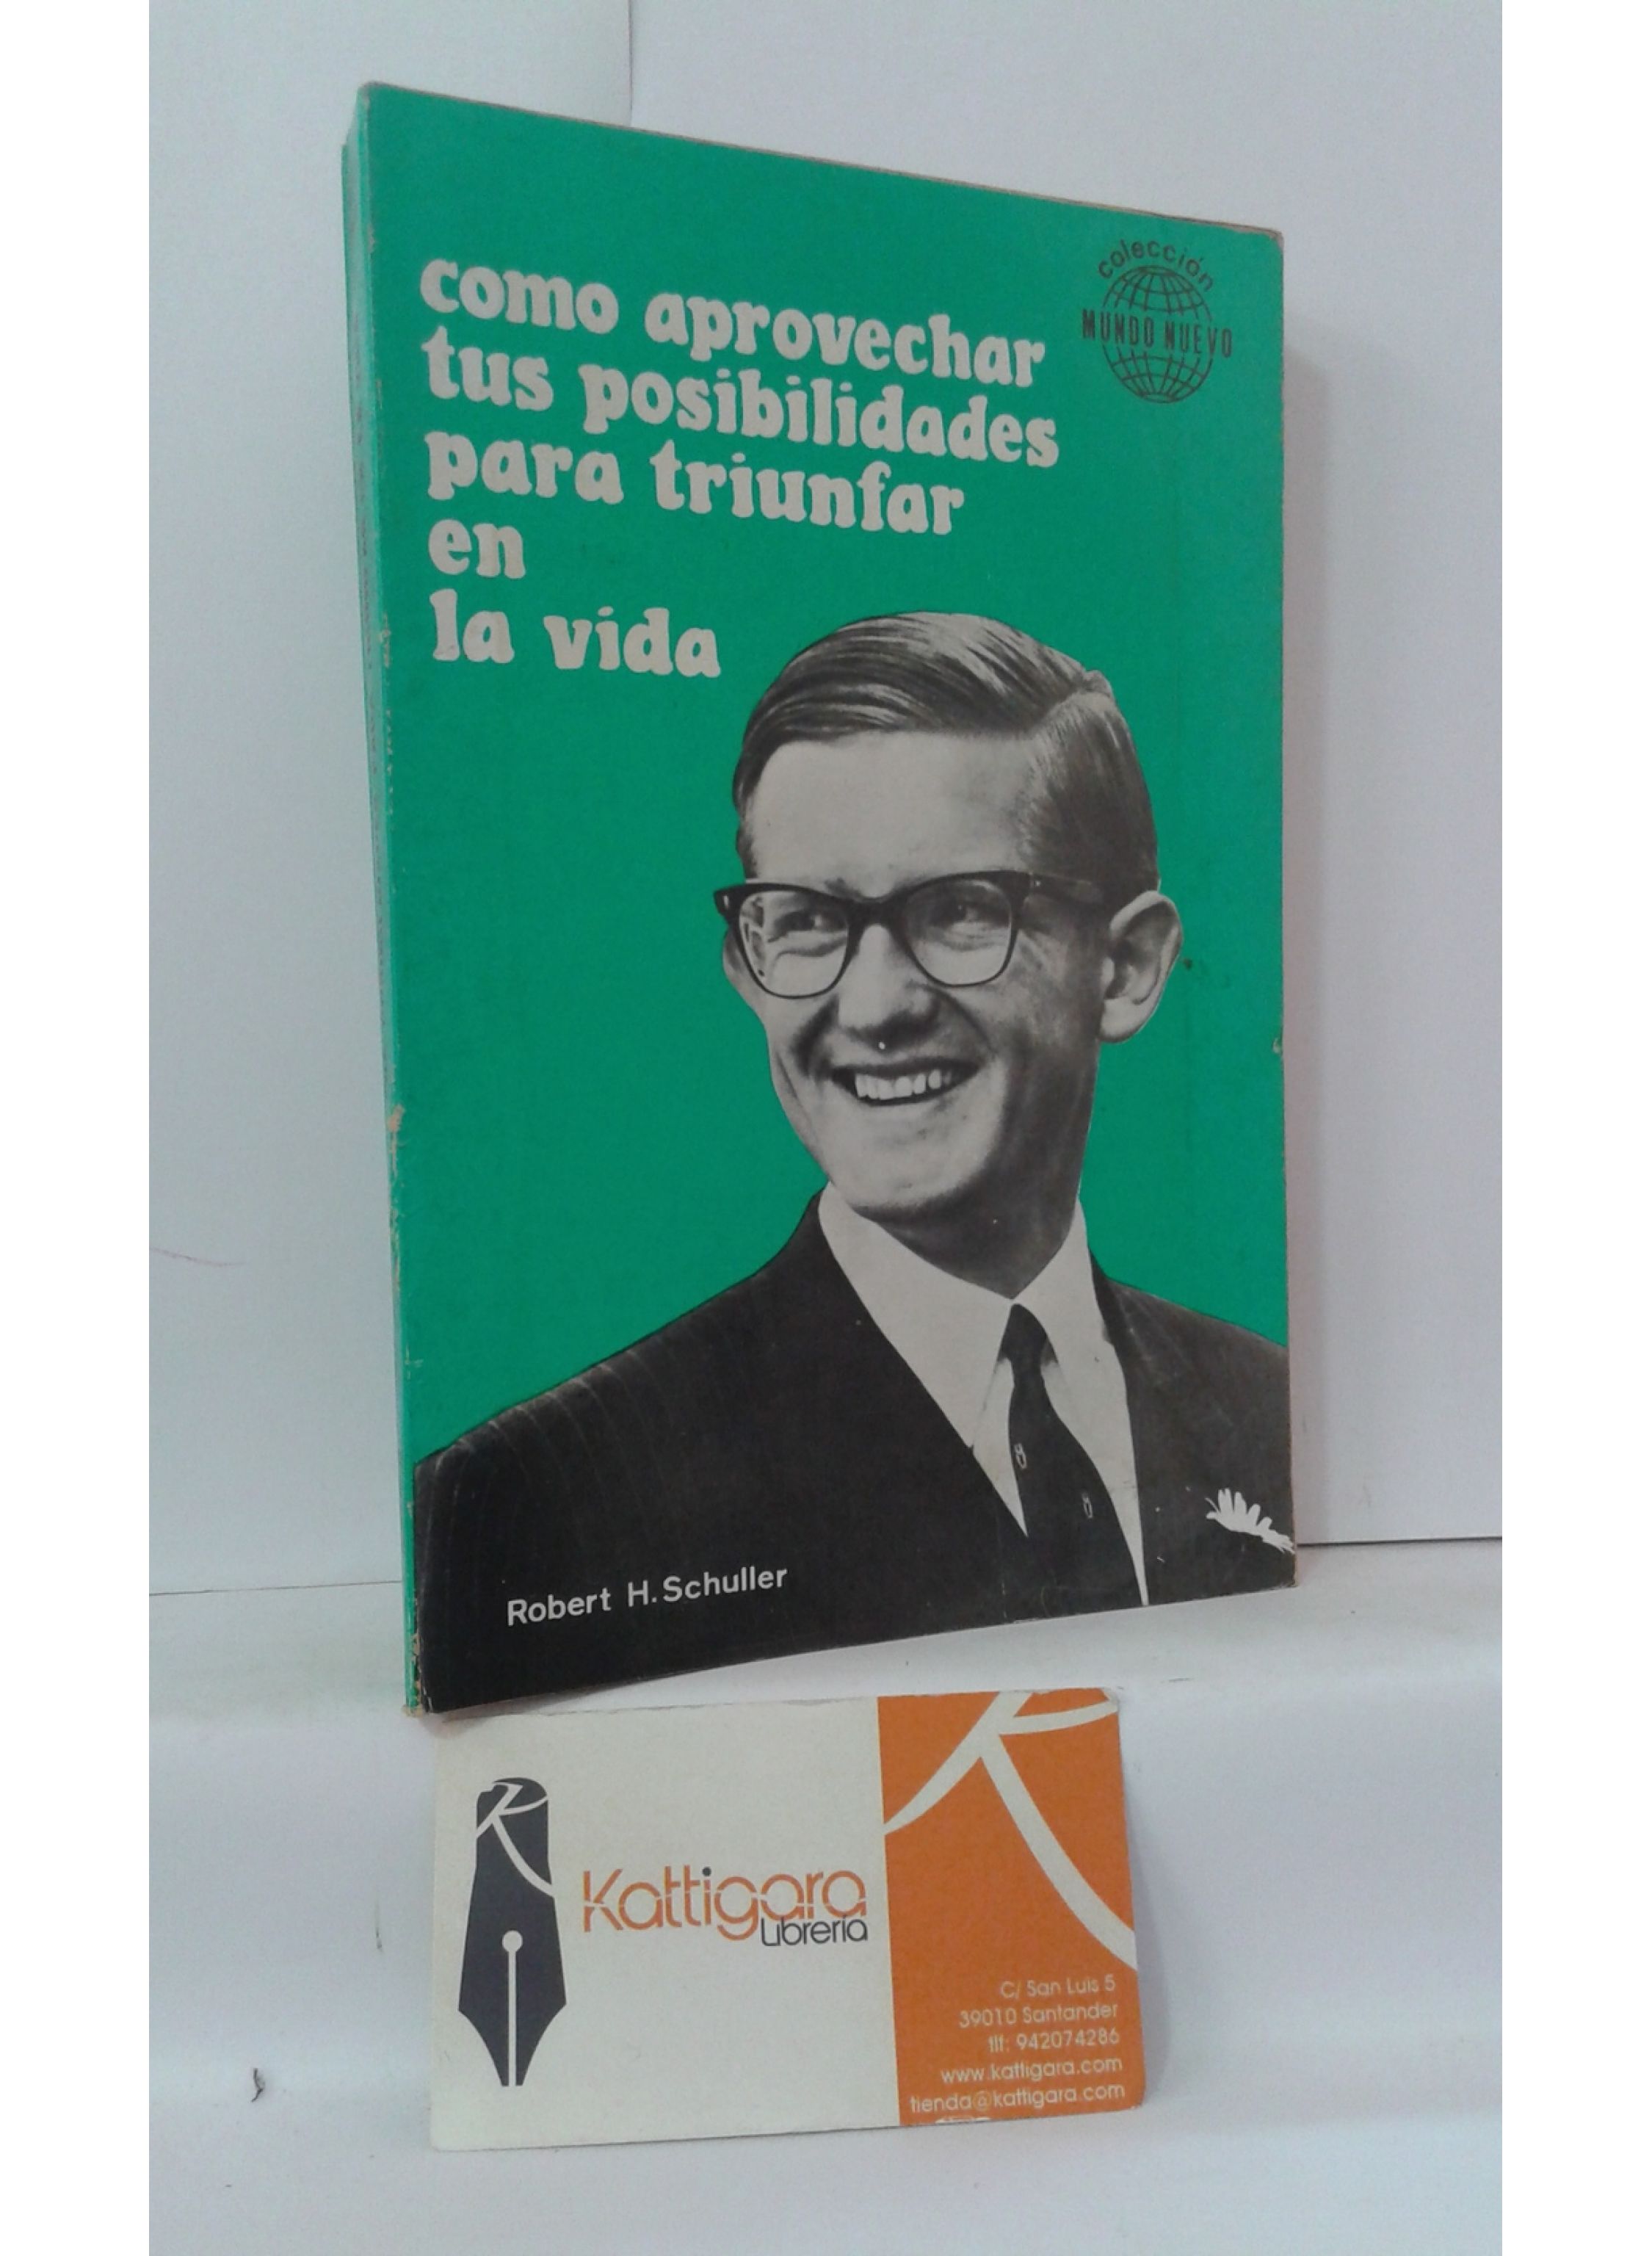 colección
MUNDO NUEVO
como aprovechar
tus posibilidades
para triunfar
en
la vida
Robert H. Schuller
Kattigara
Librería
C/ San Luis 5
39010 Santander
tlf: 942074286
www.kattigara.com
tienda@kattigara.com